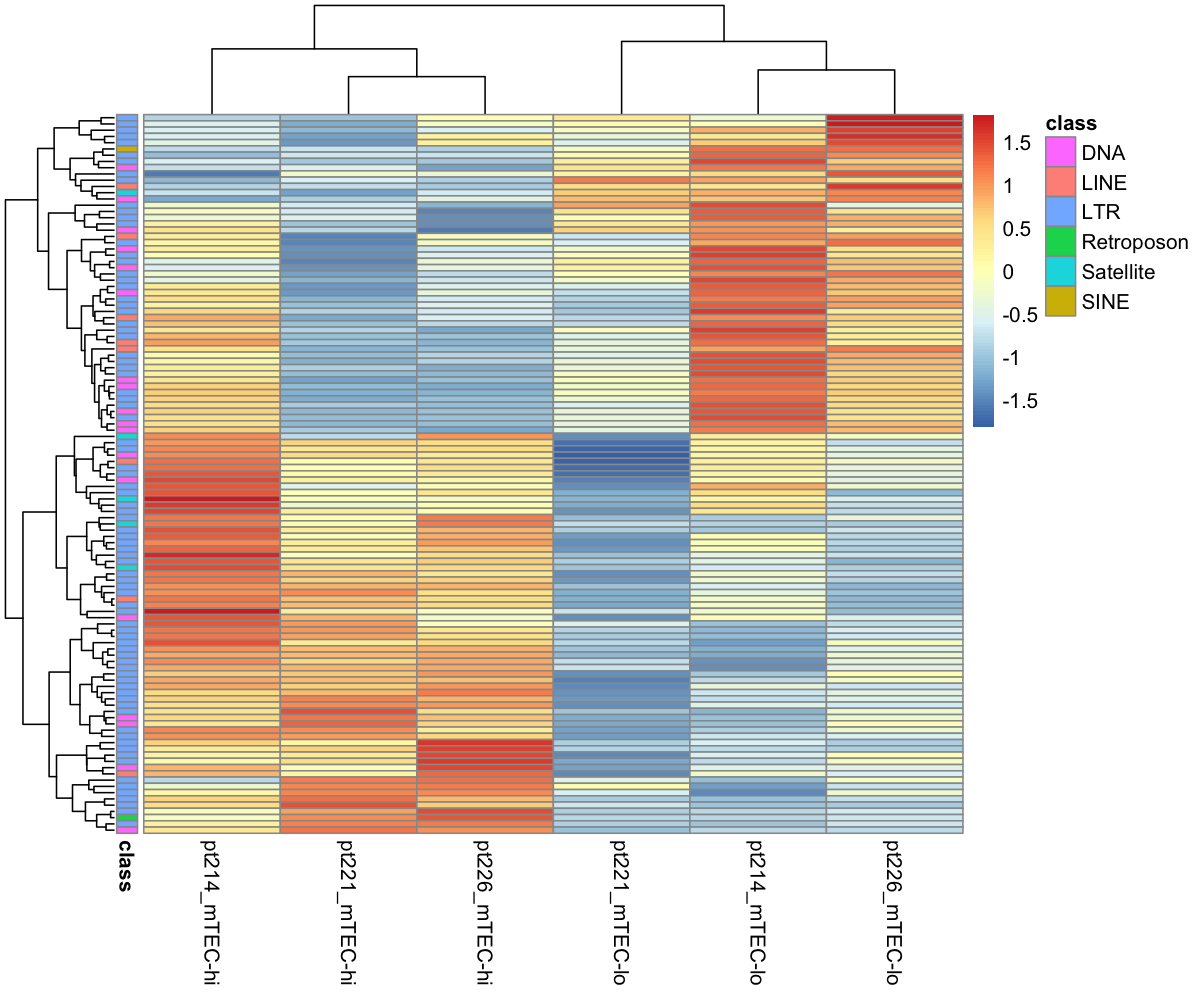 class
DNA
LINE
LTR
Retroposon
Satellite
SINE
1.5
1
0.5
0
-0.5
-1
-1.5
class
pt214_mTEC-hi
pt221_mTEC-hi
pt226_mTEC-hi
pt221_mTEC-lo
pt214_mTEC-lo
pt226_mTEC-lo